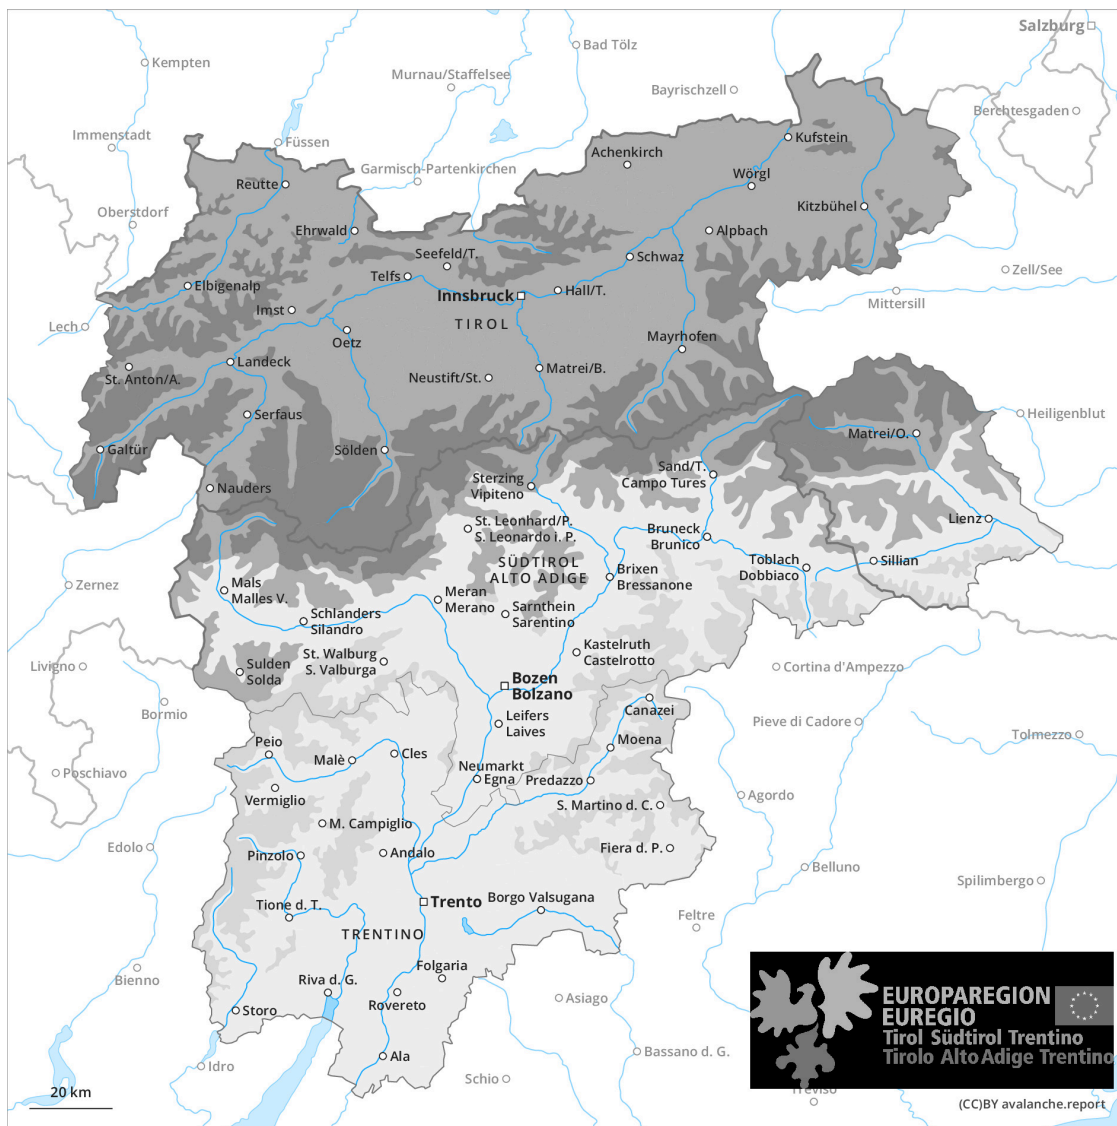 Salzburg
Bad Tölz
Kempten
Murnau/Staffelsee
Bayrischzell
Berchtesgaden
Immenstadt
Füssen
Kufstein
Achenkirch
Garmisch-Partenkirchen
Wörgl
Reutte
Kitzbühel
Oberstdorf
Ehrwald
Alpbach
Seefeld/T.
Schwaz
Telfs
Zell/See
Elbigenalp
Innsbruck
Hall/T.
Mittersill
Imst
TIROL
Lech
Oetz
Mayrhofen
Landeck
Matrei/B.
St. Anton/A.
Neustift/St.
Serfaus
Heiligenblut
Matrei/O.
Galtür
Sölden
Sand/T.
Campo Tures
Sterzing
Vipiteno
Nauders
Lienz
St. Leonhard/P.
S. Leonardo i. P.
Bruneck
Brunico
SÜDTIROL
ALTO ADIGE
Toblach
Dobbiaco
Sillian
Brixen
Bressanone
Zernez
Mals
Malles V.
Meran
Merano
Sarnthein
Sarentino
Schlanders
Silandro
Kastelruth
Castelrotto
St. Walburg
S. Valburga
Livigno
Sulden
Solda
Cortina d'Ampezzo
Bozen
Bolzano
Canazei
Bormio
Leifers
Laives
Pieve di Cadore
Tolmezzo
Moena
Peio
Cles
Malè
Neumarkt
Egna
Predazzo
Poschiavo
Vermiglio
Agordo
S. Martino d. C.
M. Campiglio
Edolo
Fiera d. P.
Pinzolo
Andalo
Belluno
Spilimbergo
Trento
Borgo Valsugana
Tione d. T.
Feltre
TRENTINO
Folgaria
Bienno
Riva d. G.
Rovereto
Asiago
Storo
EUROPAREGION
EUREGIO
Tirol Südtirol Trentino
Tirolo Alto Adige Trentino
Ala
Bassano d. G.
Idro
Schio
Treviso
20 km
(CC)BY avalanche.report